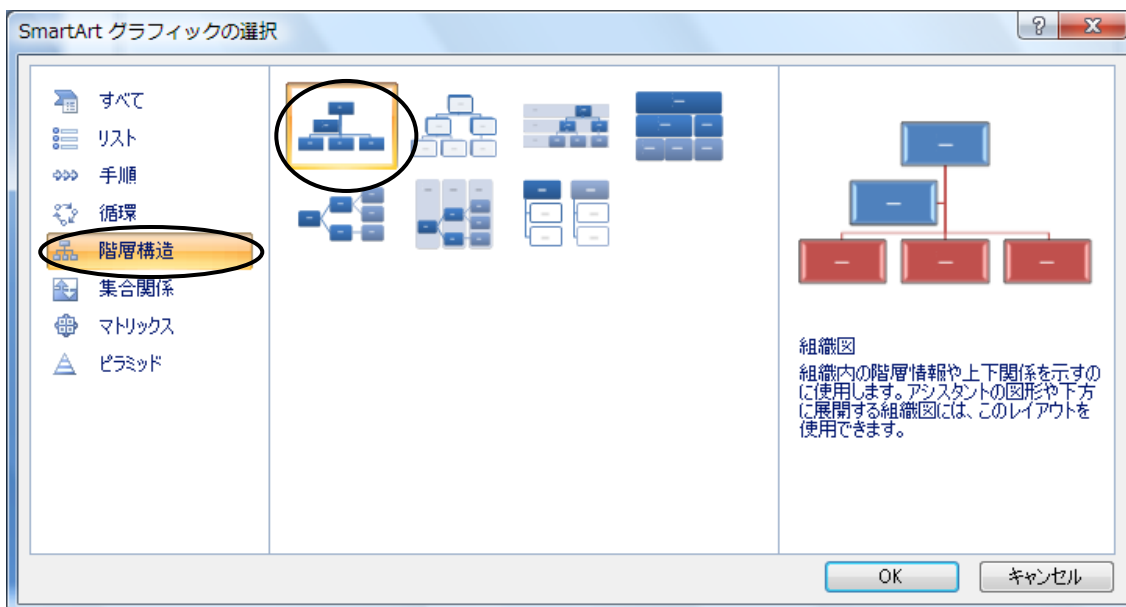 SmartArt グラフィックの選択
すべて
リスト
手順
循環
階層構造
集合関係
マトリックス
ピラミッド
組織図
組織内の階層情報や上下関係を示すの
に使用します。アシスタントの図形や下方
に展開する組織図には、このレイアウトを
使用できます。
OK
キャンセル